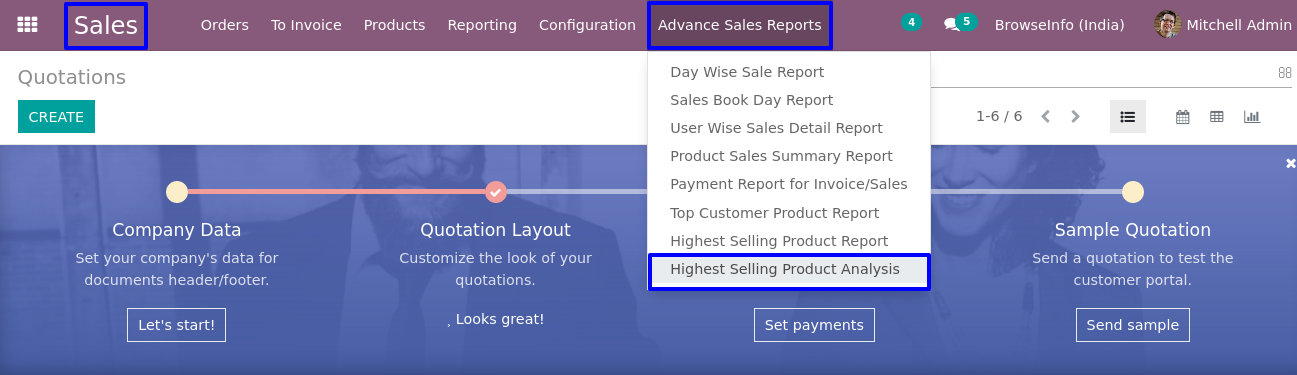 Sales
Orders
To Invoice
Products
Reporting
Configuration
Advance Sales Reports
4
5
BrowseInfo (India)
Mitchell Admin
Quotations
CREATE
1-6 / 6
Day Wise Sale Report
Sales Book Day Report
User Wise Sales Detail Report
Product Sales Summary Report
Payment Report for Invoice/Sales
Top Customer Product Report
Highest Selling Product Report
Highest Selling Product Analysis
Company Data
Set your company's data for
documents header/footer.
Let's start!
Quotation Layout
Customize the look of your
quotations.
Looks great!
Set payments
Sample Quotation
Send a quotation to test the
customer portal.
Send sample